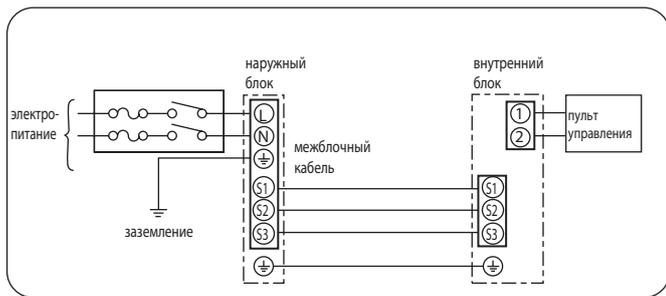 наружный
блок
внутренний
блок
электро-
питание
L
N
межблочный
кабель
S1
S2
S3
заземление
1
2
пульт
управления
S1
S2
S3